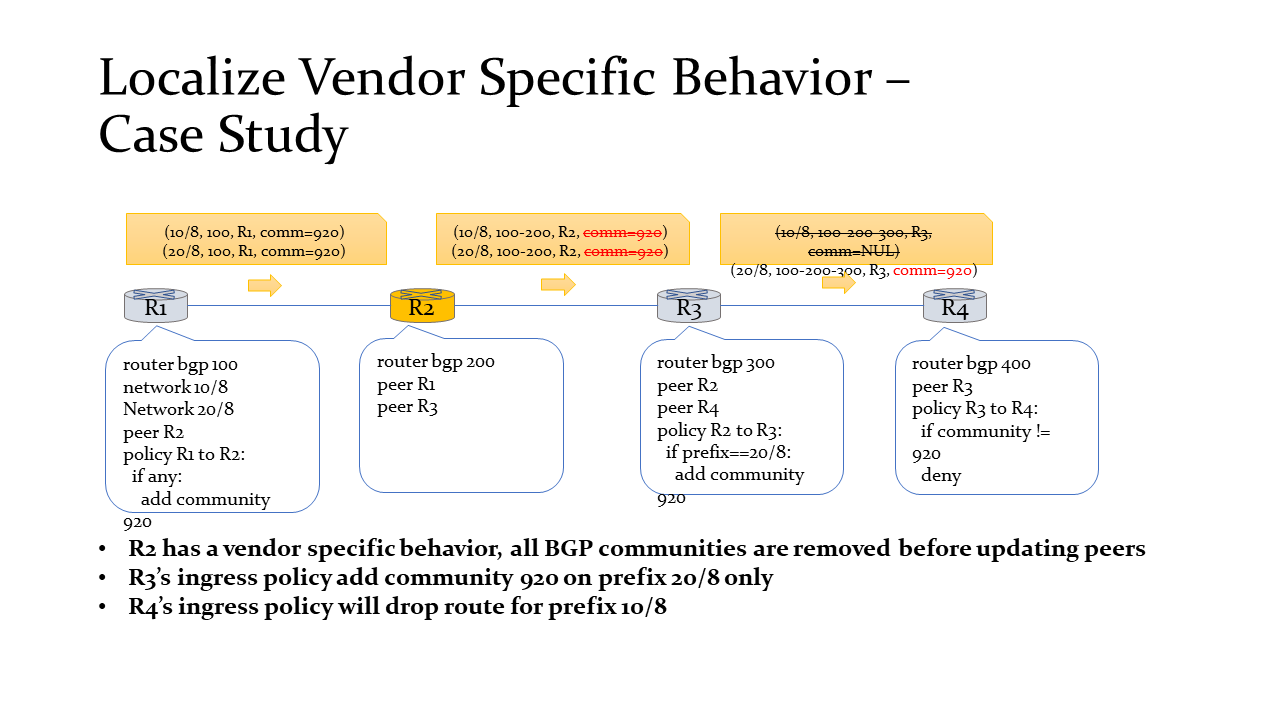 Localize Vendor Specific Behavior –
Case Study
(10/8, 100, R1, comm=920)
(20/8, 100, R1, comm=920)
(10/8, 100-200, R2, comm=920)
(20/8, 100-200, R2, comm=920)
(10/8, 100-200-300, R3,
comm=NUL)
(20/8, 100-200-300, R3, comm=920)
R1
R2
R3
R4
router bgp 100
network 10/8
Network 20/8
peer R2
policy R1 to R2:
if any:
add community
920
router bgp 200
peer R1
peer R3
router bgp 300
peer R2
peer R4
policy R2 to R3:
if prefix==20/8:
add community
920
router bgp 400
peer R3
policy R3 to R4:
if community !=
920
deny
• R2 has a vendor specific behavior, all BGP communities are removed before updating peers
• R3’s ingress policy add community 920 on prefix 20/8 only
• R4’s ingress policy will drop route for prefix 10/8